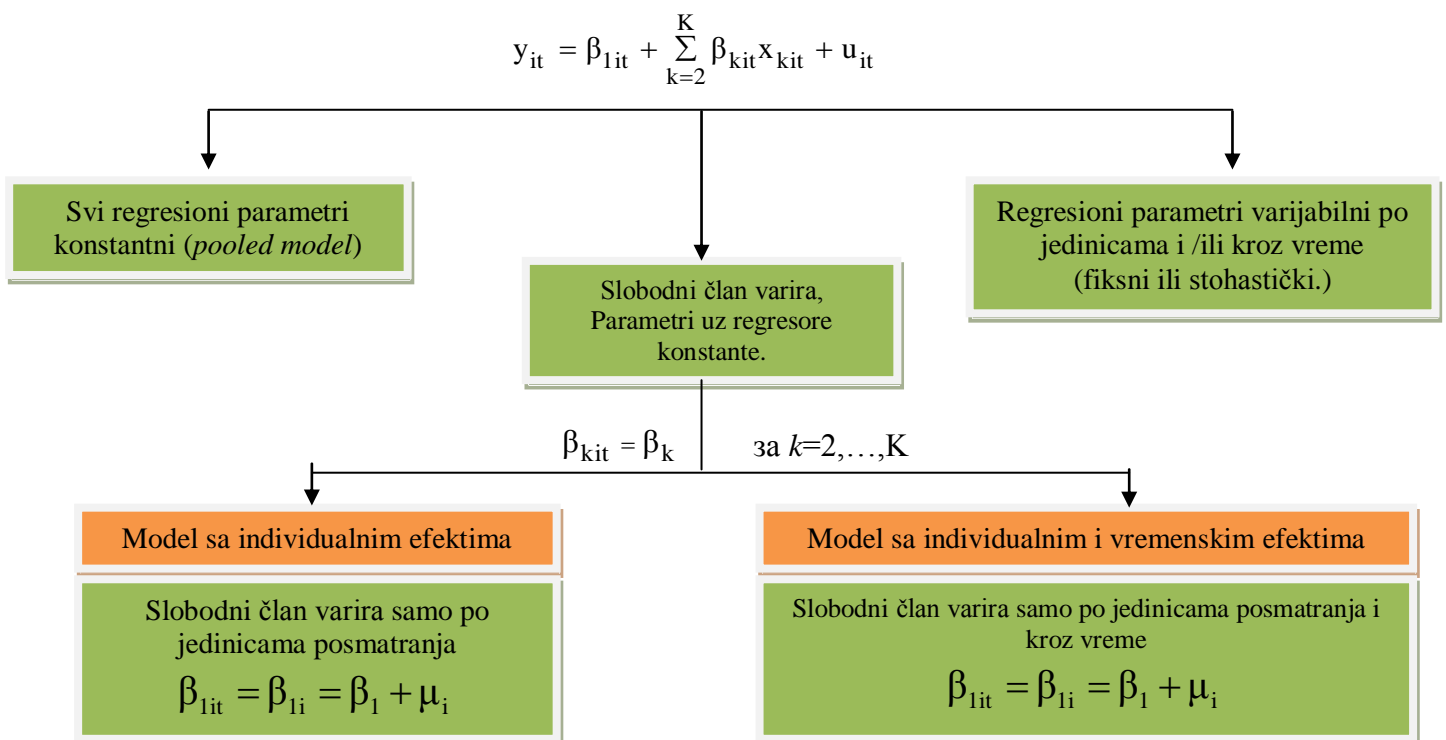 y_it = β_1it + Σ_{k=2}^{K} β_kit x_kit + u_it
Svi regresioni parametri
konstantni (pooled model)
Slobodni član varira,
Parametri uz regresore
konstante.
Regresioni parametri varijabilni po
jedinicama i /ili kroz vreme
(fiksni ili stohastički.)
β_kit = β_k за k=2,…,K
Model sa individualnim efektima
Slobodni član varira samo po
jedinicama posmatranja
β_1it = β_1i = β_1 + μ_i
Model sa individualnim i vremenskim efektima
Slobodni član varira samo po jedinicama posmatranja i
kroz vreme
β_1it = β_1i = β_1 + μ_i